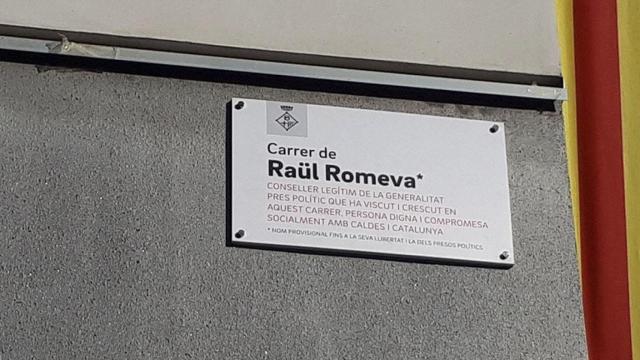 Carrer de
Raül Romeva*
CONSELLER LEGÍTIM DE LA GENERALITAT
PRES POLÍTIC QUE HA VISCUT I CRESCUT EN
AQUEST CARRER, PERSONA DIGNA I COMPROMESA
SOCIALMENT AMB CALDES I CATALUNYA
* NOM PROVISIONAL FINS A LA SEVA LLIBERTAT I LA DELS PRESOS POLÍTICS